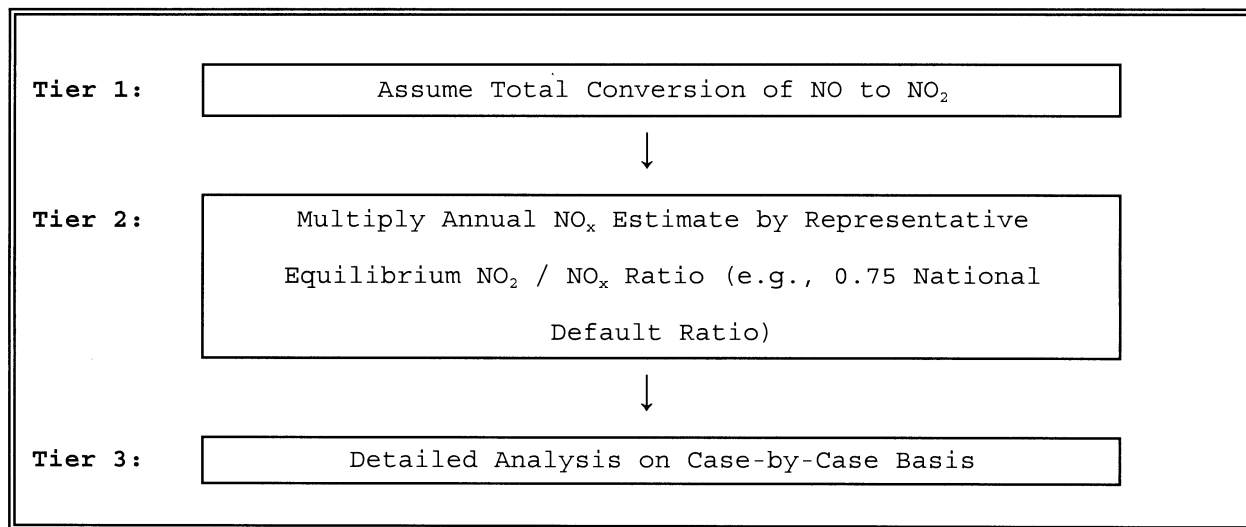 Tier 1: Assume Total Conversion of NO to NO₂
↓
Tier 2: Multiply Annual NOₓ Estimate by Representative
Equilibrium NO₂ / NOₓ Ratio (e.g., 0.75 National
Default Ratio)
↓
Tier 3: Detailed Analysis on Case-by-Case Basis